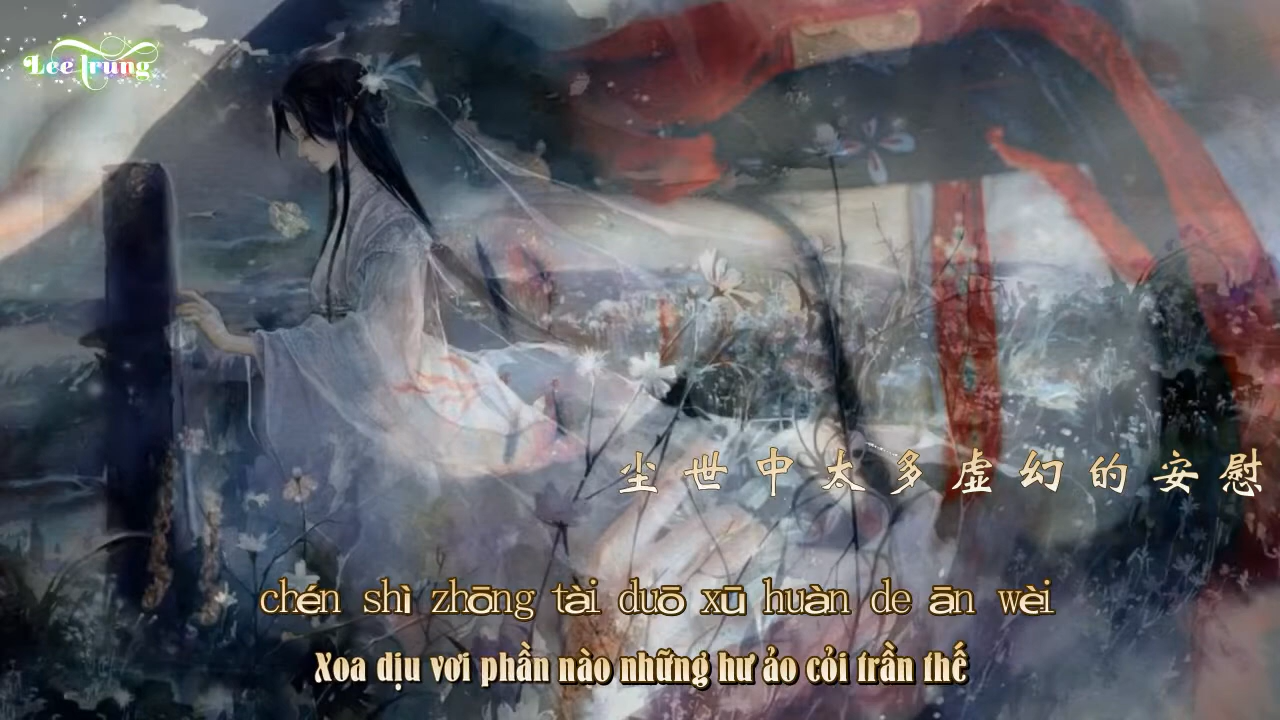 Lee Trung
尘世中太多虚幻的安慰
chén shì zhōng tài duō xū huàn de ān wèi
Xoa dịu vơi phần nào những hư ảo cỏi trần thế